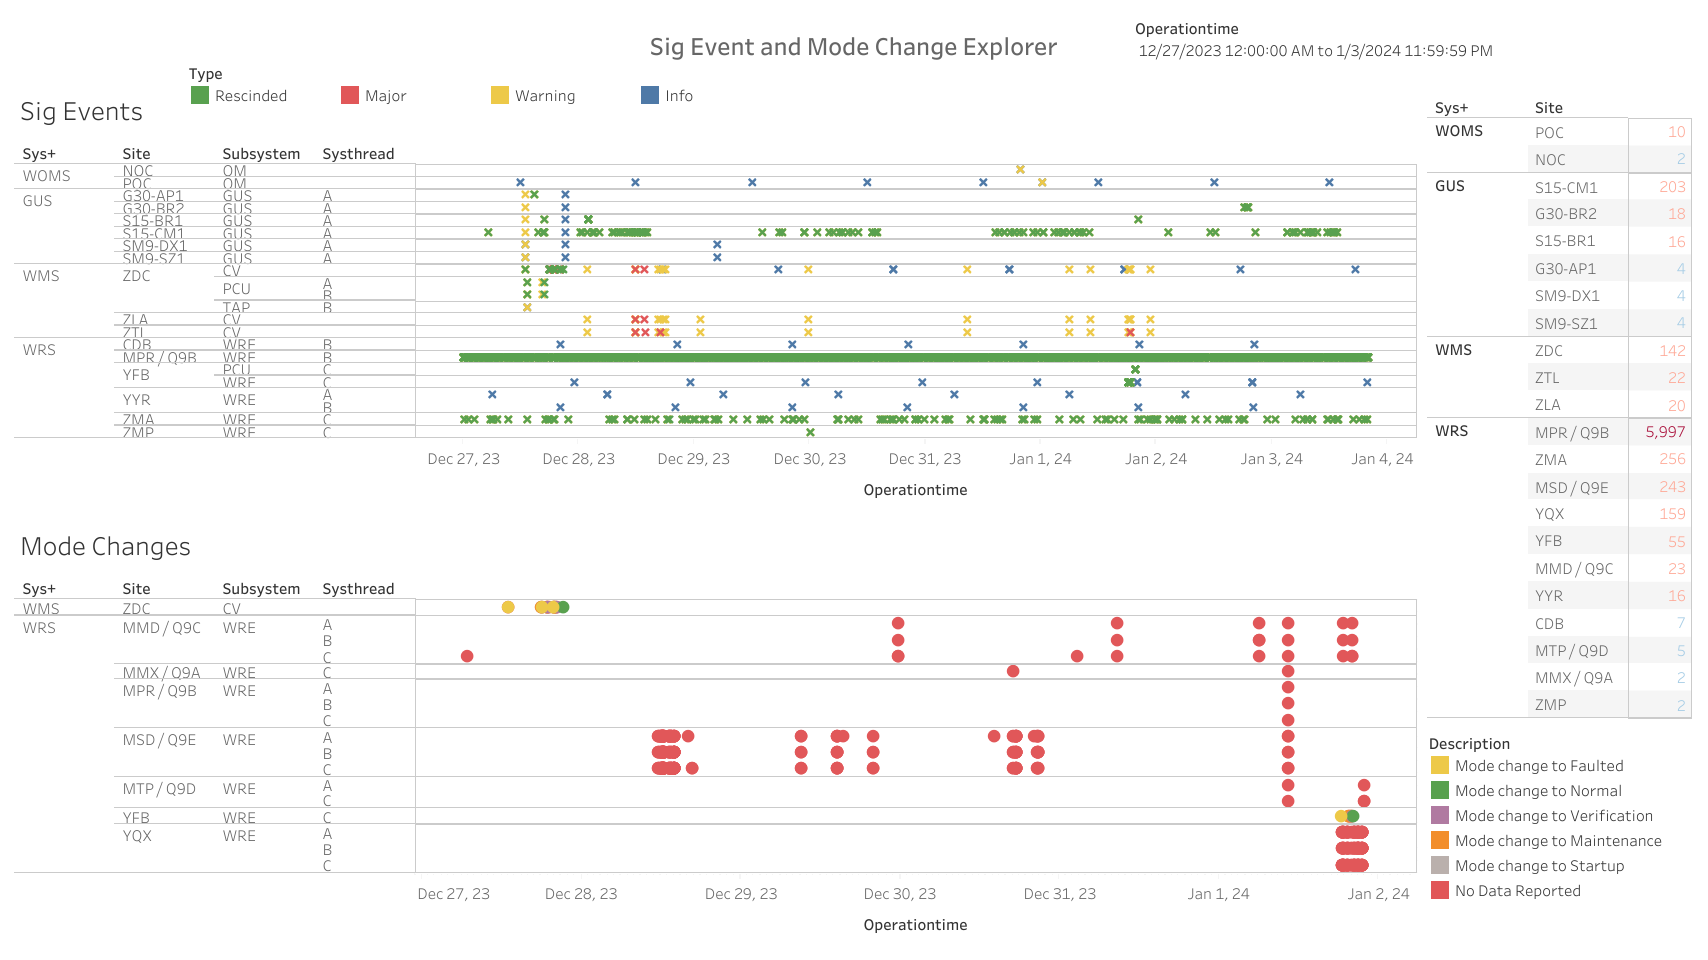 Sig Event and Mode Change Explorer
Operationtime
12/27/2023 12:00:00 AM to 1/3/2024 11:59:59 PM
Type
Rescinded Major Warning Info
Sig Events
Sys+ Site Subsystem Systhread
WOMS NOC OM
POC OM
GUS G30-AP1 GUS A
G30-BR2 GUS A
S15-BR1 GUS A
S15-CM1 GUS A
SM9-DX1 GUS A
SM9-SZ1 GUS A
WMS ZDC CV
PCU A
B
TAP B
ZLA CV
ZTL CV
WRS CDB WRE B
MPR / Q9B WRE B
YFB PCU C
WRE C
YYR WRE A
B
ZMA WRE C
ZMP WRE C
Dec 27, 23 Dec 28, 23 Dec 29, 23 Dec 30, 23 Dec 31, 23 Jan 1, 24 Jan 2, 24 Jan 3, 24 Jan 4, 24
Operationtime
Mode Changes
Sys+ Site Subsystem Systhread
WMS ZDC CV
WRS MMD / Q9C WRE A
B
C
MMX / Q9A WRE C
MPR / Q9B WRE A
B
C
MSD / Q9E WRE A
B
C
MTP / Q9D WRE A
C
YFB WRE C
YQX WRE A
B
C
Dec 27, 23 Dec 28, 23 Dec 29, 23 Dec 30, 23 Dec 31, 23 Jan 1, 24 Jan 2, 24
Operationtime
Sys+ Site
WOMS POC 10
NOC 2
GUS S15-CM1 203
G30-BR2 18
S15-BR1 16
G30-AP1 4
SM9-DX1 4
SM9-SZ1 4
WMS ZDC 142
ZTL 22
ZLA 20
WRS MPR / Q9B 5,997
ZMA 256
MSD / Q9E 243
YQX 159
YFB 55
MMD / Q9C 23
YYR 16
CDB 7
MTP / Q9D 5
MMX / Q9A 2
ZMP 2
Description
Mode change to Faulted
Mode change to Normal
Mode change to Verification
Mode change to Maintenance
Mode change to Startup
No Data Reported